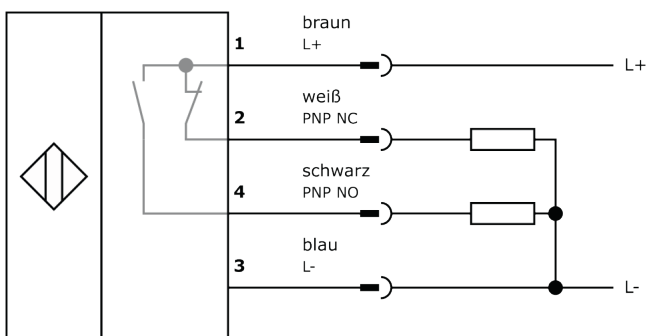 braun
1 L+
L+
weiß
2 PNP NC
schwarz
4 PNP NO
blau
3 L-
L-